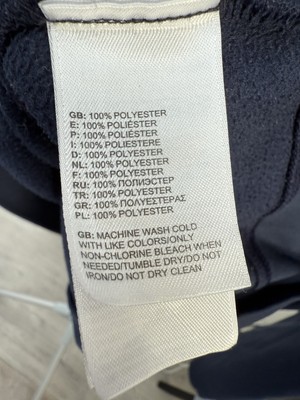 GB: 100% POLYESTER
E: 100% POLIÉSTER
P: 100% POLIÉSTER
I: 100% POLIESTERE
D: 100% POLYESTER
NL: 100% POLYESTER
F: 100% POLYESTER
RU: 100% ПОЛИЭСТЕР
TR: 100% POLYESTER
GR: 100% ΠΟΛΥΕΣΤΕΡΑΣ
PL: 100% POLYESTER
GB: MACHINE WASH COLD
WITH LIKE COLORS/ONLY
NON-CHLORINE BLEACH WHEN
NEEDED/TUMBLE DRY/DO NOT
IRON/DO NOT DRY CLEAN